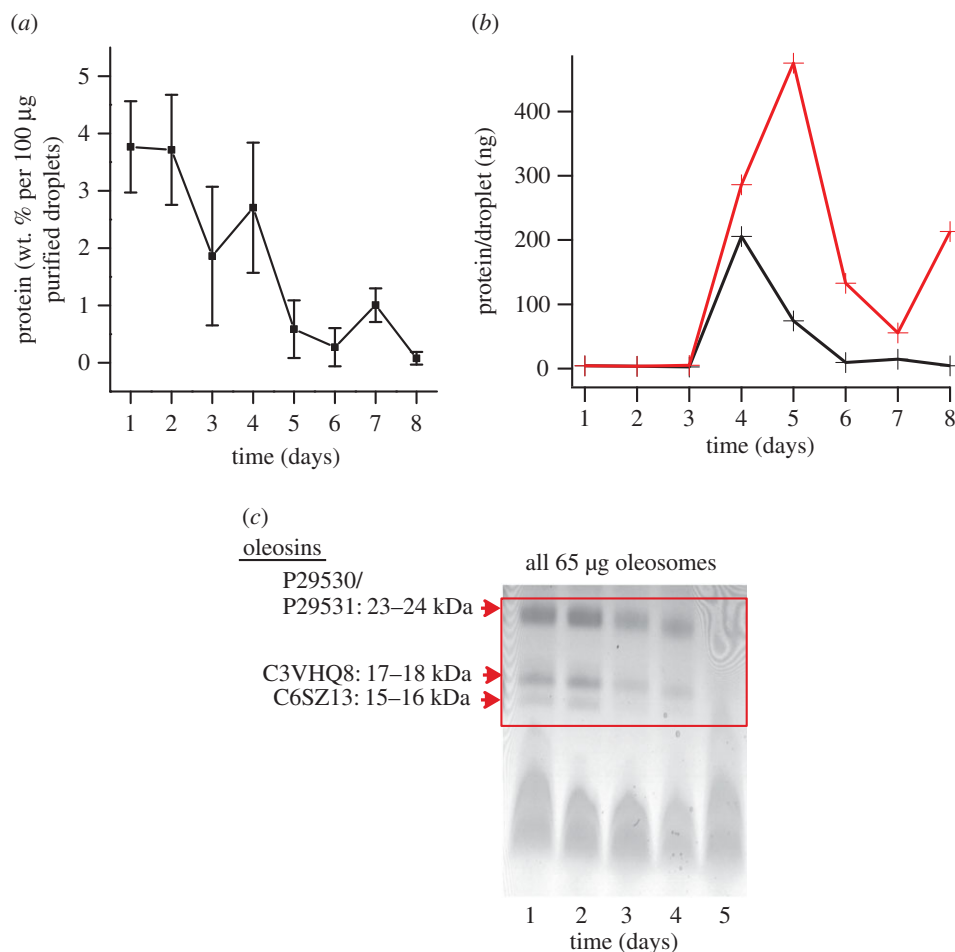 (a)
protein (wt. % per 100 µg
purified droplets)
5
4
3
2
1
0
1 2 3 4 5 6 7 8
time (days)
(b)
protein/droplet (ng)
400
300
200
100
0
1 2 3 4 5 6 7 8
time (days)
(c)
oleosins
all 65 µg oleosomes
P29530/
P29531: 23–24 kDa
C3VHQ8: 17–18 kDa
C6SZ13: 15–16 kDa
1 2 3 4 5
time (days)